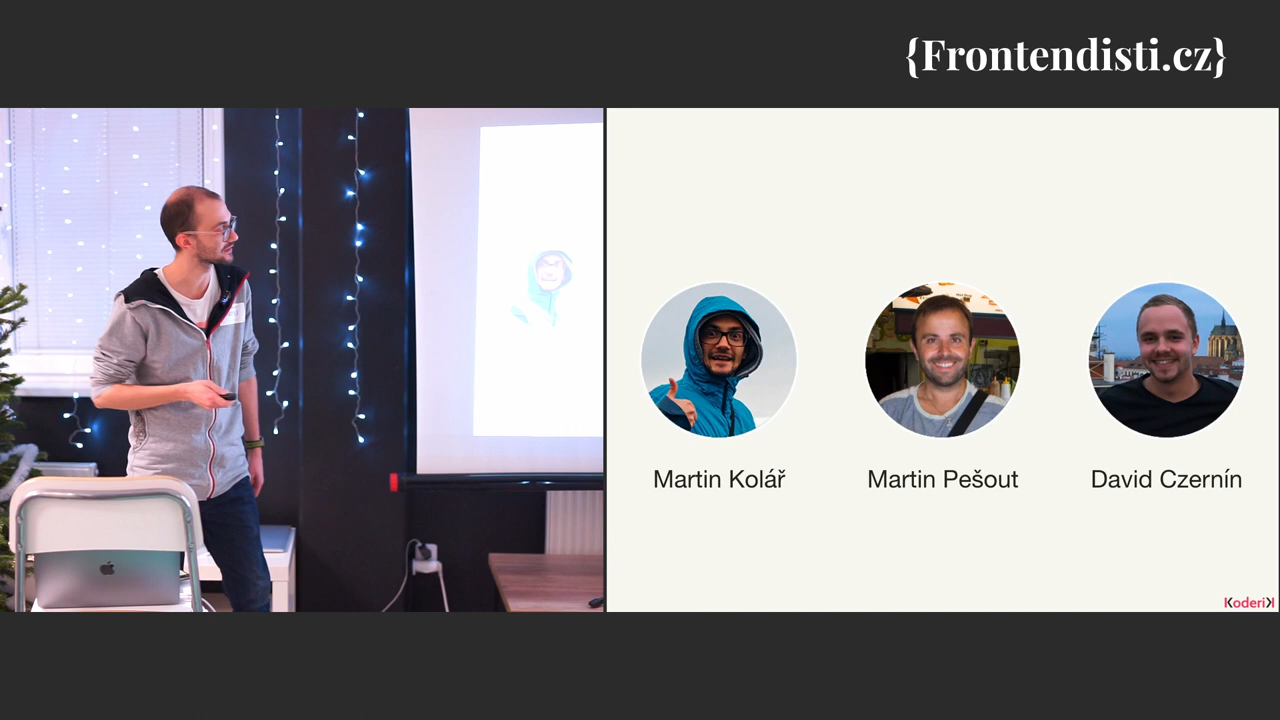 {Frontendisti.cz}
Martin Kolář
Martin Pešout
David Czernín
Koderik